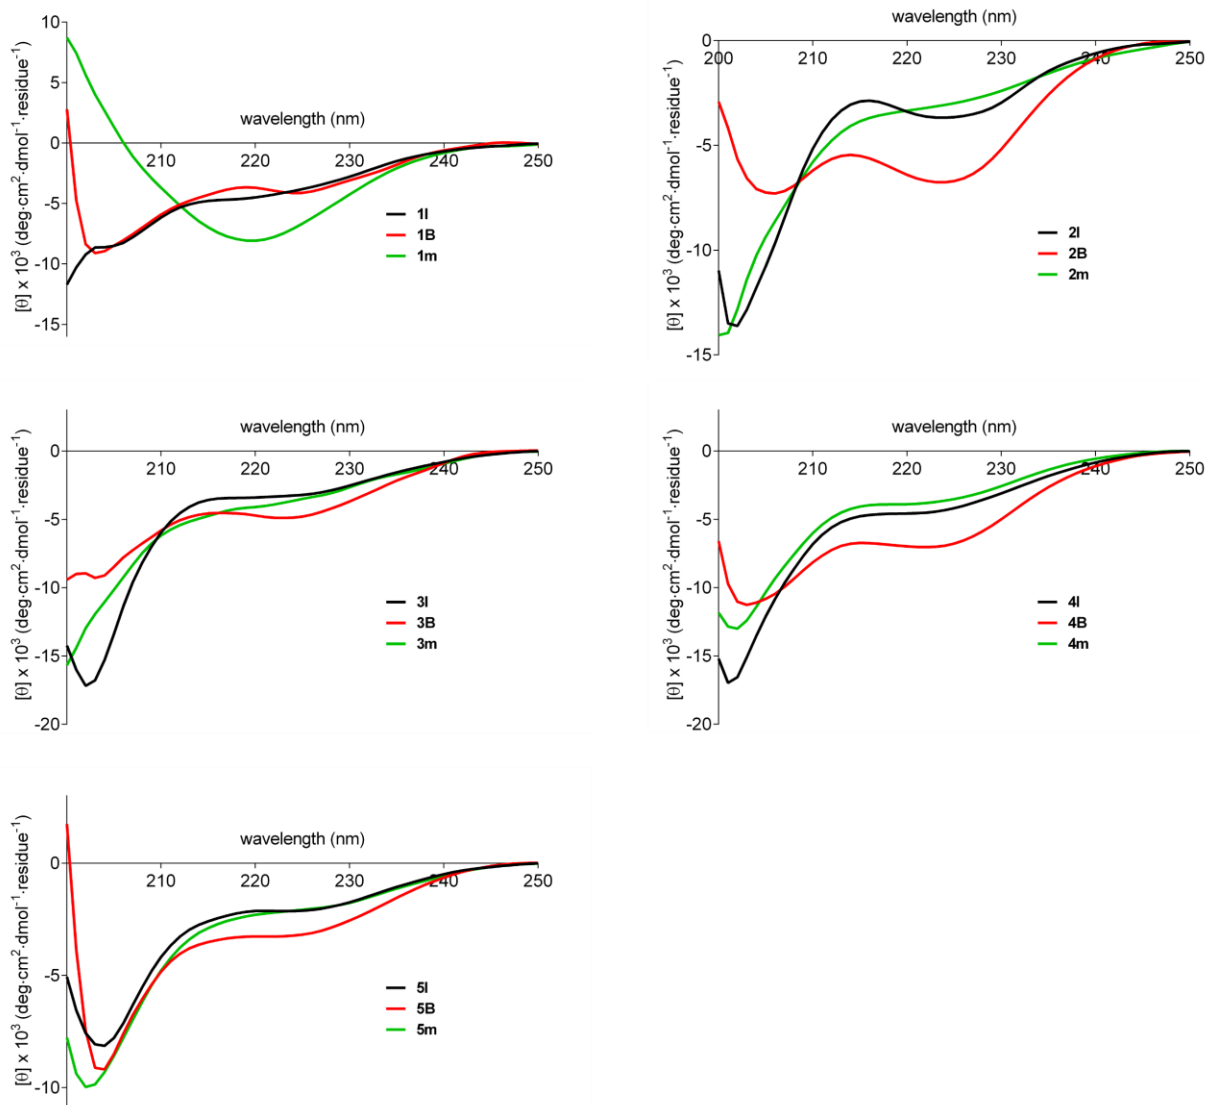 wavelength (nm)
[θ] x 10³ (deg·cm²·dmol⁻¹·residue⁻¹)
10
5
0
-5
-10
-15
210
220
230
240
250
1I
1B
1m
wavelength (nm)
[θ] x 10³ (deg·cm²·dmol⁻¹·residue⁻¹)
0
-5
-10
-15
200
210
220
230
240
250
2I
2B
2m
wavelength (nm)
[θ] x 10³ (deg·cm²·dmol⁻¹·residue⁻¹)
0
-5
-10
-15
-20
210
220
230
240
250
3I
3B
3m
wavelength (nm)
[θ] x 10³ (deg·cm²·dmol⁻¹·residue⁻¹)
0
-5
-10
-15
-20
210
220
230
240
250
4I
4B
4m
wavelength (nm)
[θ] x 10³ (deg·cm²·dmol⁻¹·residue⁻¹)
0
-5
-10
210
220
230
240
250
5I
5B
5m